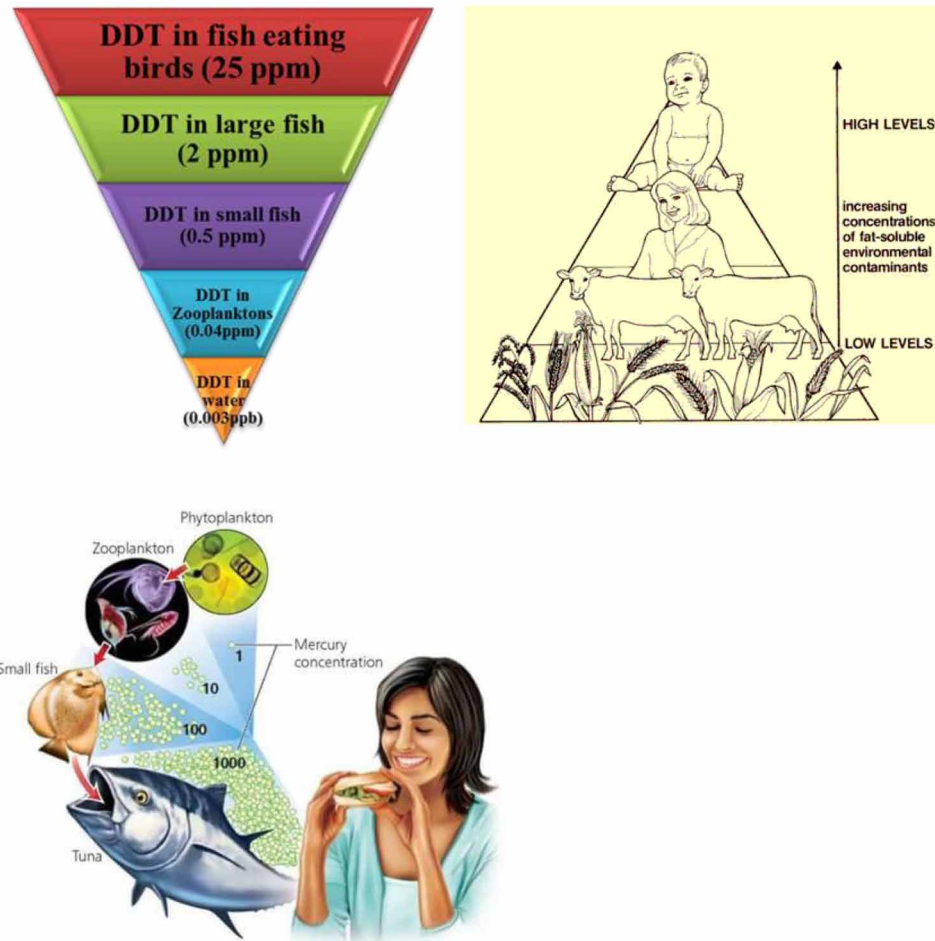 DDT in fish eating
birds (25 ppm)
DDT in large fish
(2 ppm)
DDT in small fish
(0.5 ppm)
DDT in
Zooplanktons
(0.04ppm)
DDT in
water
(0.003ppb)
HIGH LEVELS
increasing
concentrations
of fat-soluble
environmental
contaminants
LOW LEVELS
Phytoplankton
Zooplankton
Mercury
concentration
1
Small fish
10
100
1000
Tuna